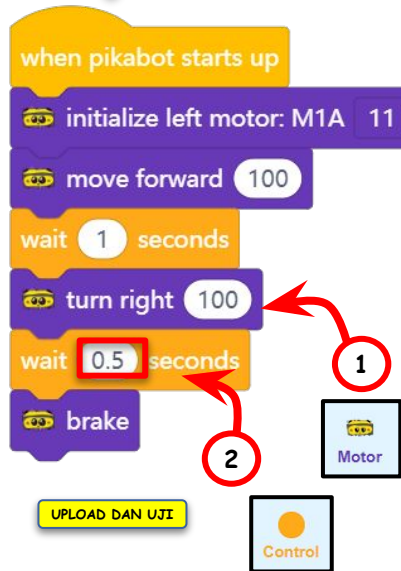 when pikabot starts up
initialize left motor: M1A 11
move forward 100
wait 1 seconds
turn right 100
wait 0.5 seconds
1
brake
2
Motor
UPLOAD DAN UJI
Control